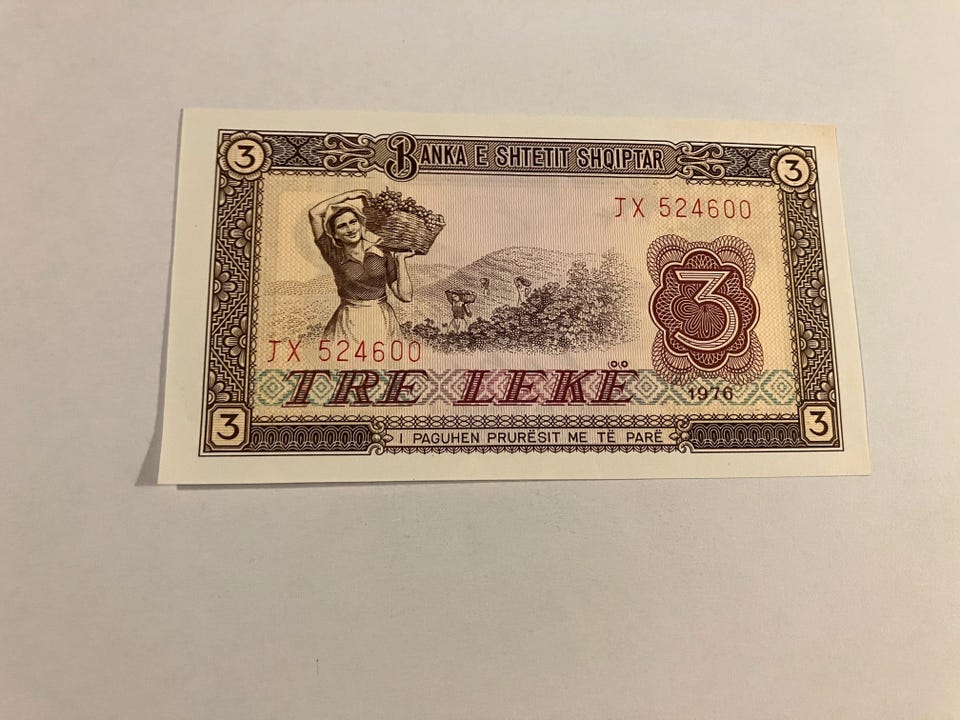 3 BANKA E SHTETIT SHQIPTAR 3
JX 524600
3
JX 524600
TRE LEKË
1976
3 I PAGUHEN PRURËSIT ME TË PARË 3